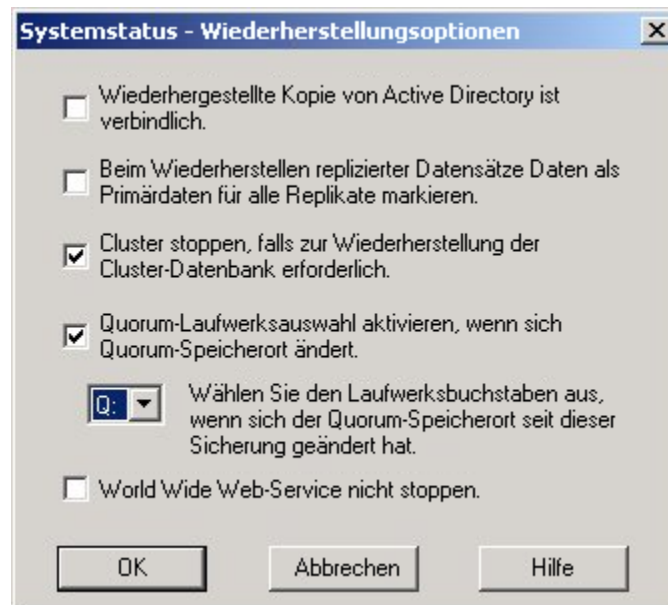 Systemstatus - Wiederherstellungsoptionen
Wiederhergestellte Kopie von Active Directory ist
verbindlich.
Beim Wiederherstellen replizierter Datensätze Daten als
Primärdaten für alle Replikate markieren.
Cluster stoppen, falls zur Wiederherstellung der
Cluster-Datenbank erforderlich.
Quorum-Laufwerksauswahl aktivieren, wenn sich
Quorum-Speicherort ändert.
Q:
Wählen Sie den Laufwerksbuchstaben aus,
wenn sich der Quorum-Speicherort seit dieser
Sicherung geändert hat.
World Wide Web-Service nicht stoppen.
OK
Abbrechen
Hilfe